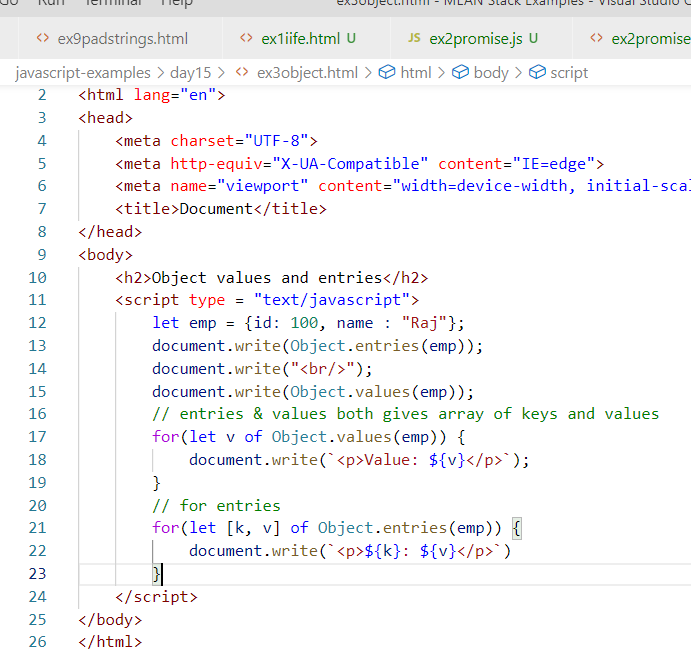 Go Run Terminal Help ex3object.html - MEAN Stack Examples - Visual Studio C
<> ex9padstrings.html <> ex1iife.html U JS ex2promise.js U <> ex2promise
javascript-examples > day15 > <> ex3object.html > html > body > script
2 <html lang="en">
3 <head>
4 <meta charset="UTF-8">
5 <meta http-equiv="X-UA-Compatible" content="IE=edge">
6 <meta name="viewport" content="width=device-width, initial-scal
7 <title>Document</title>
8 </head>
9 <body>
10 <h2>Object values and entries</h2>
11 <script type = "text/javascript">
12 let emp = {id: 100, name : "Raj"};
13 document.write(Object.entries(emp));
14 document.write("<br/>");
15 document.write(Object.values(emp));
16 // entries & values both gives array of keys and values
17 for(let v of Object.values(emp)) {
18 document.write(`<p>Value: ${v}</p>`);
19 }
20 // for entries
21 for(let [k, v] of Object.entries(emp)) {
22 document.write(`<p>${k}: ${v}</p>`)
23 }
24 </script>
25 </body>
26 </html>